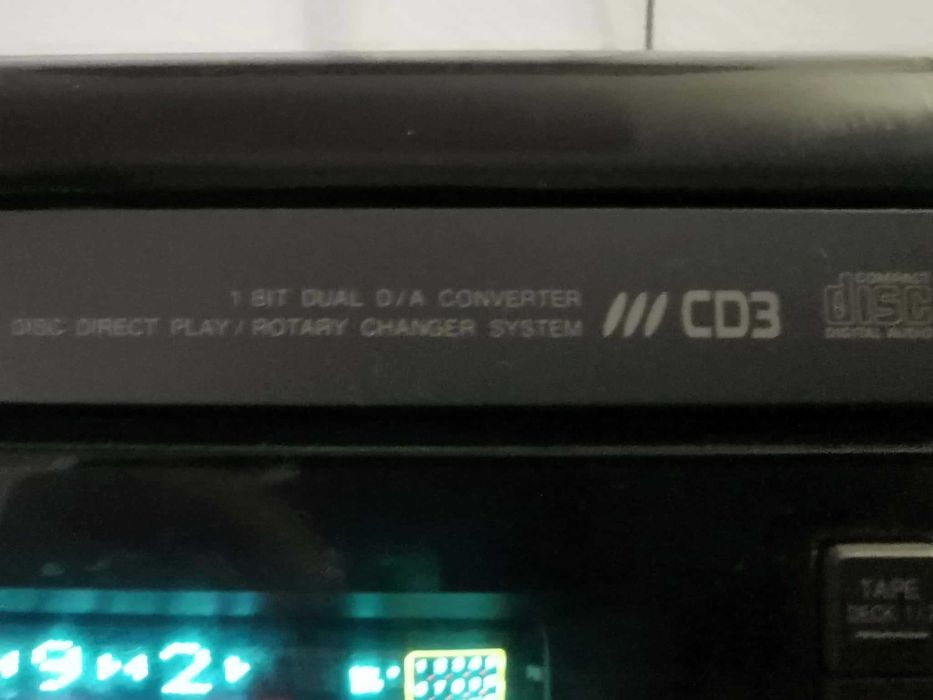 1 BIT DUAL D/A CONVERTER
DISC DIRECT PLAY / ROTARY CHANGER SYSTEM
CD3
COMPACT
disc
DIGITAL AUDIO
TAPE
DECK 1/2
9 2